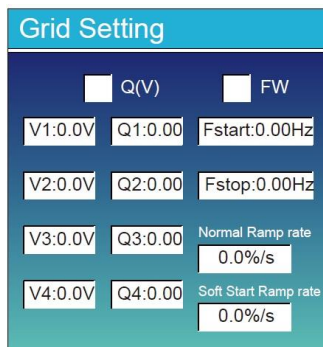 Grid Setting
Q(V) FW
V1:0.0V Q1:0.00 Fstart:0.00Hz
V2:0.0V Q2:0.00 Fstop:0.00Hz
V3:0.0V Q3:0.00 Normal Ramp rate
0.0%/s
V4:0.0V Q4:0.00 Soft Start Ramp rate
0.0%/s